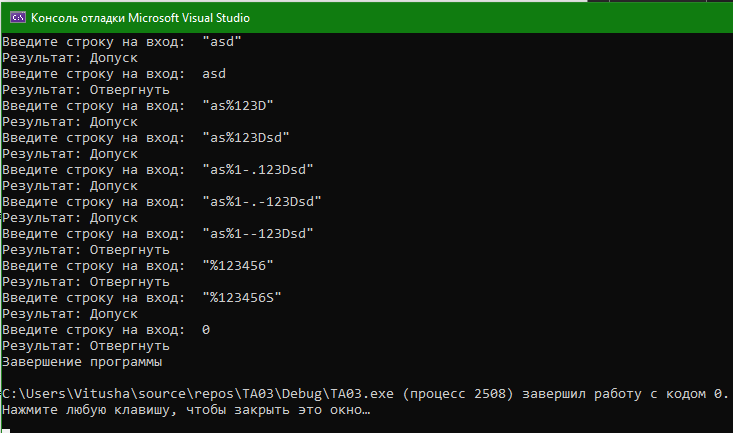 Консоль отладки Microsoft Visual Studio
Введите строку на вход:  "asd"
Результат: Допуск
Введите строку на вход:  asd
Результат: Отвергнуть
Введите строку на вход:  "as%123D"
Результат: Допуск
Введите строку на вход:  "as%123Dsd"
Результат: Допуск
Введите строку на вход:  "as%1-.123Dsd"
Результат: Допуск
Введите строку на вход:  "as%1-.-123Dsd"
Результат: Допуск
Введите строку на вход:  "as%1--123Dsd"
Результат: Отвергнуть
Введите строку на вход:  "%123456"
Результат: Отвергнуть
Введите строку на вход:  "%123456S"
Результат: Допуск
Введите строку на вход:  0
Результат: Отвергнуть
Завершение программы
C:\Users\Vitusha\source\repos\TA03\Debug\TA03.exe (процесс 2508) завершил работу с кодом 0.
Нажмите любую клавишу, чтобы закрыть это окно…